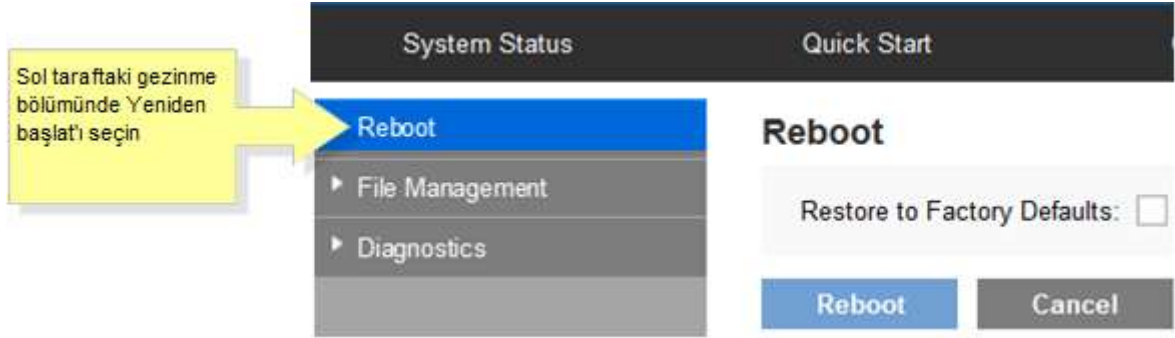 System Status
Quick Start
Sol taraftaki gezinme
bölümünde Yeniden
başlat'ı seçin
Reboot
File Management
Diagnostics
Reboot
Restore to Factory Defaults:
Reboot
Cancel